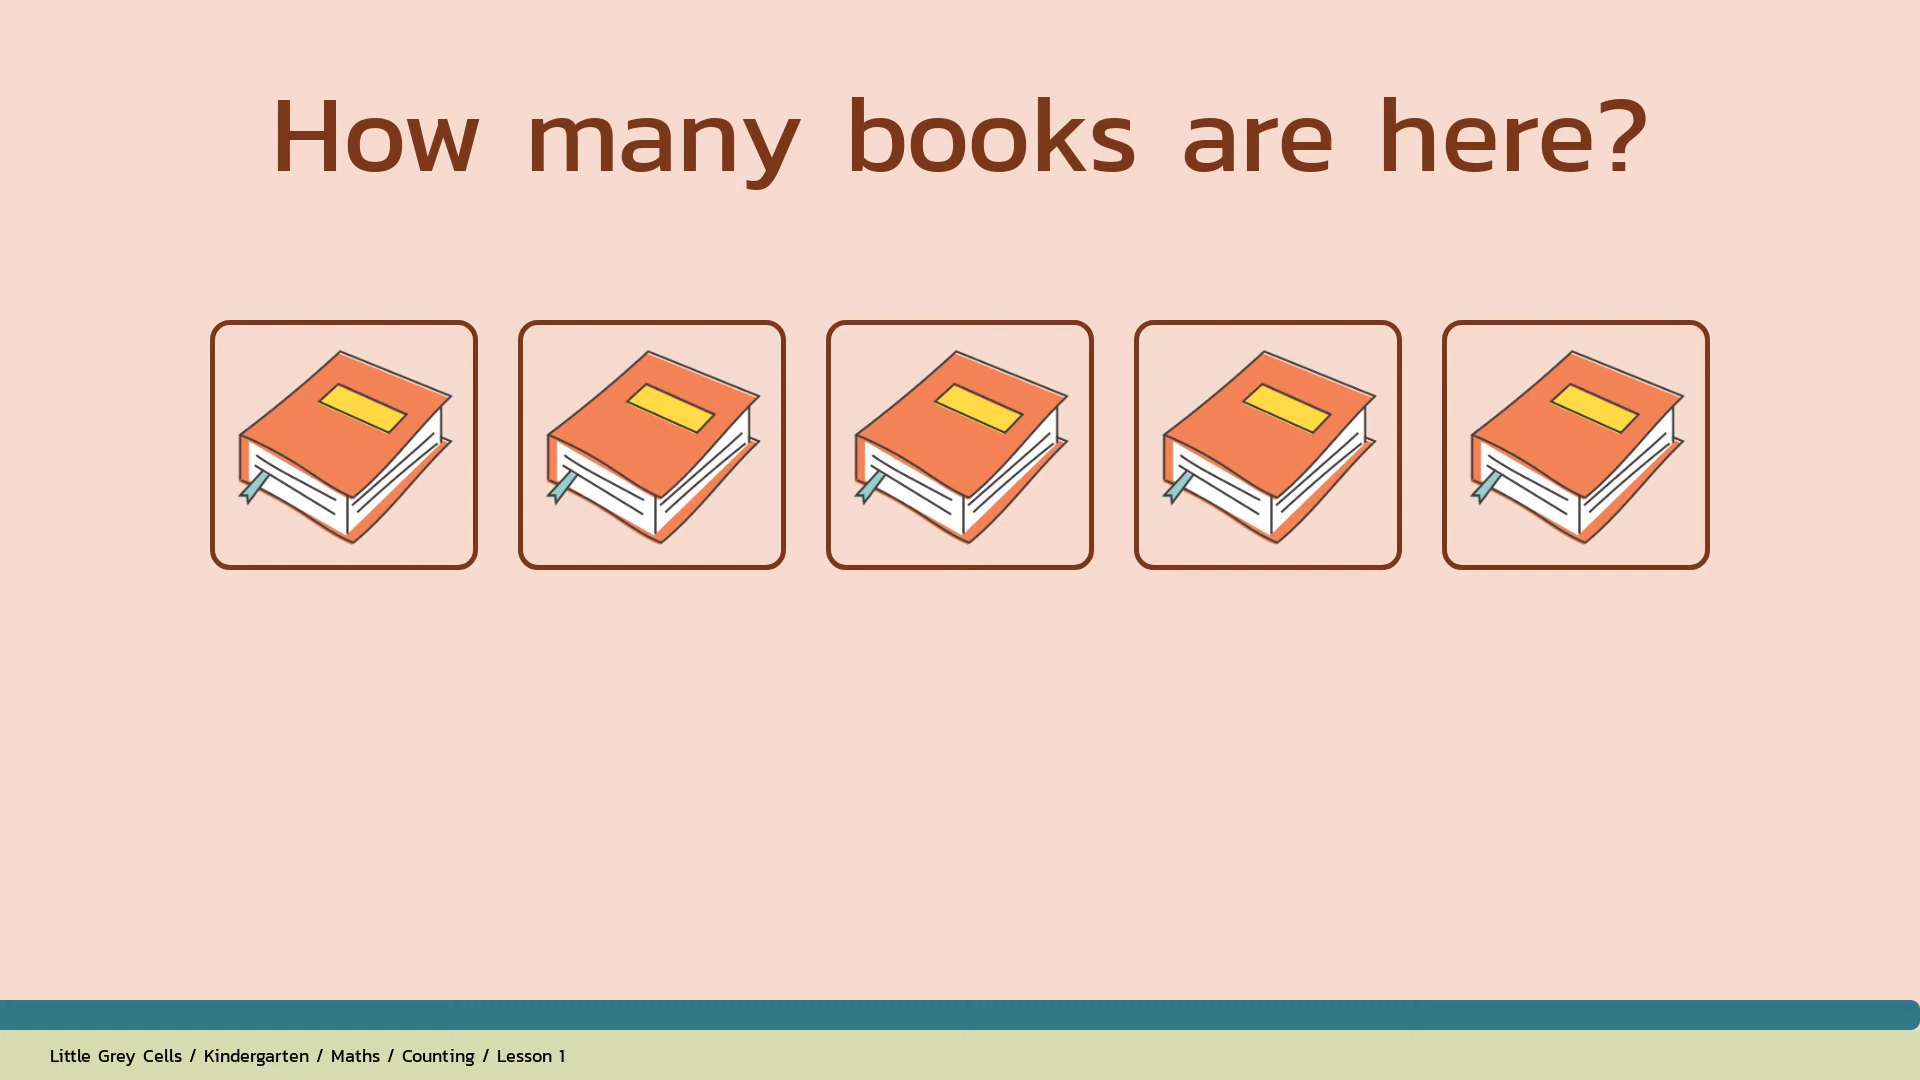 How many books are here?
Little Grey Cells / Kindergarten / Maths / Counting / Lesson 1